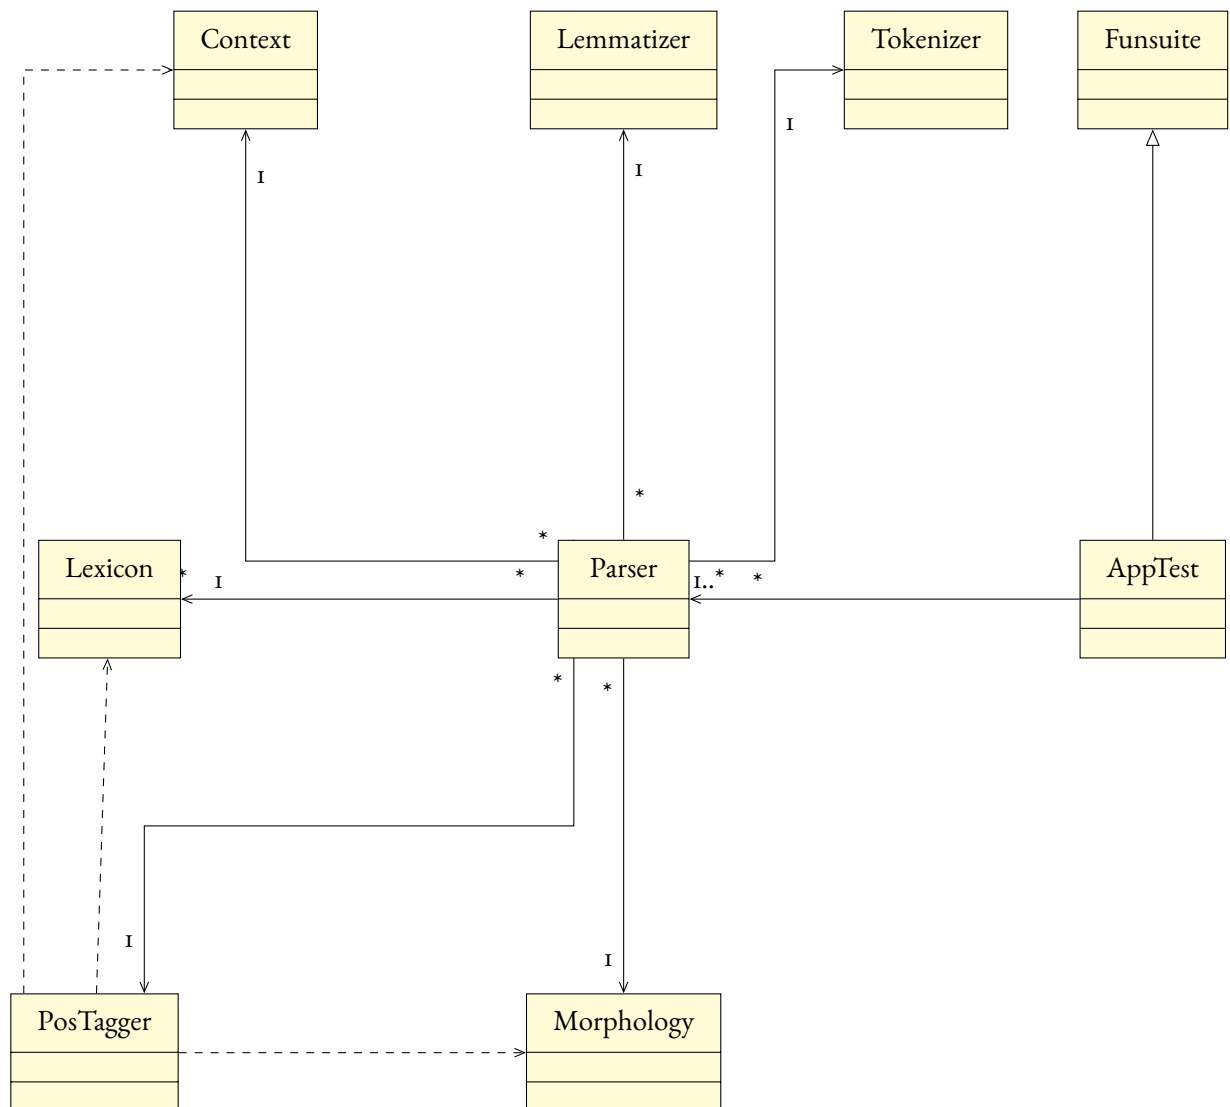 Context
Lemmatizer
Tokenizer
Funsuite
1
1
1
*
*
Lexicon
*
1
*
Parser
1..*
*
AppTest
*
*
1
1
PosTagger
Morphology